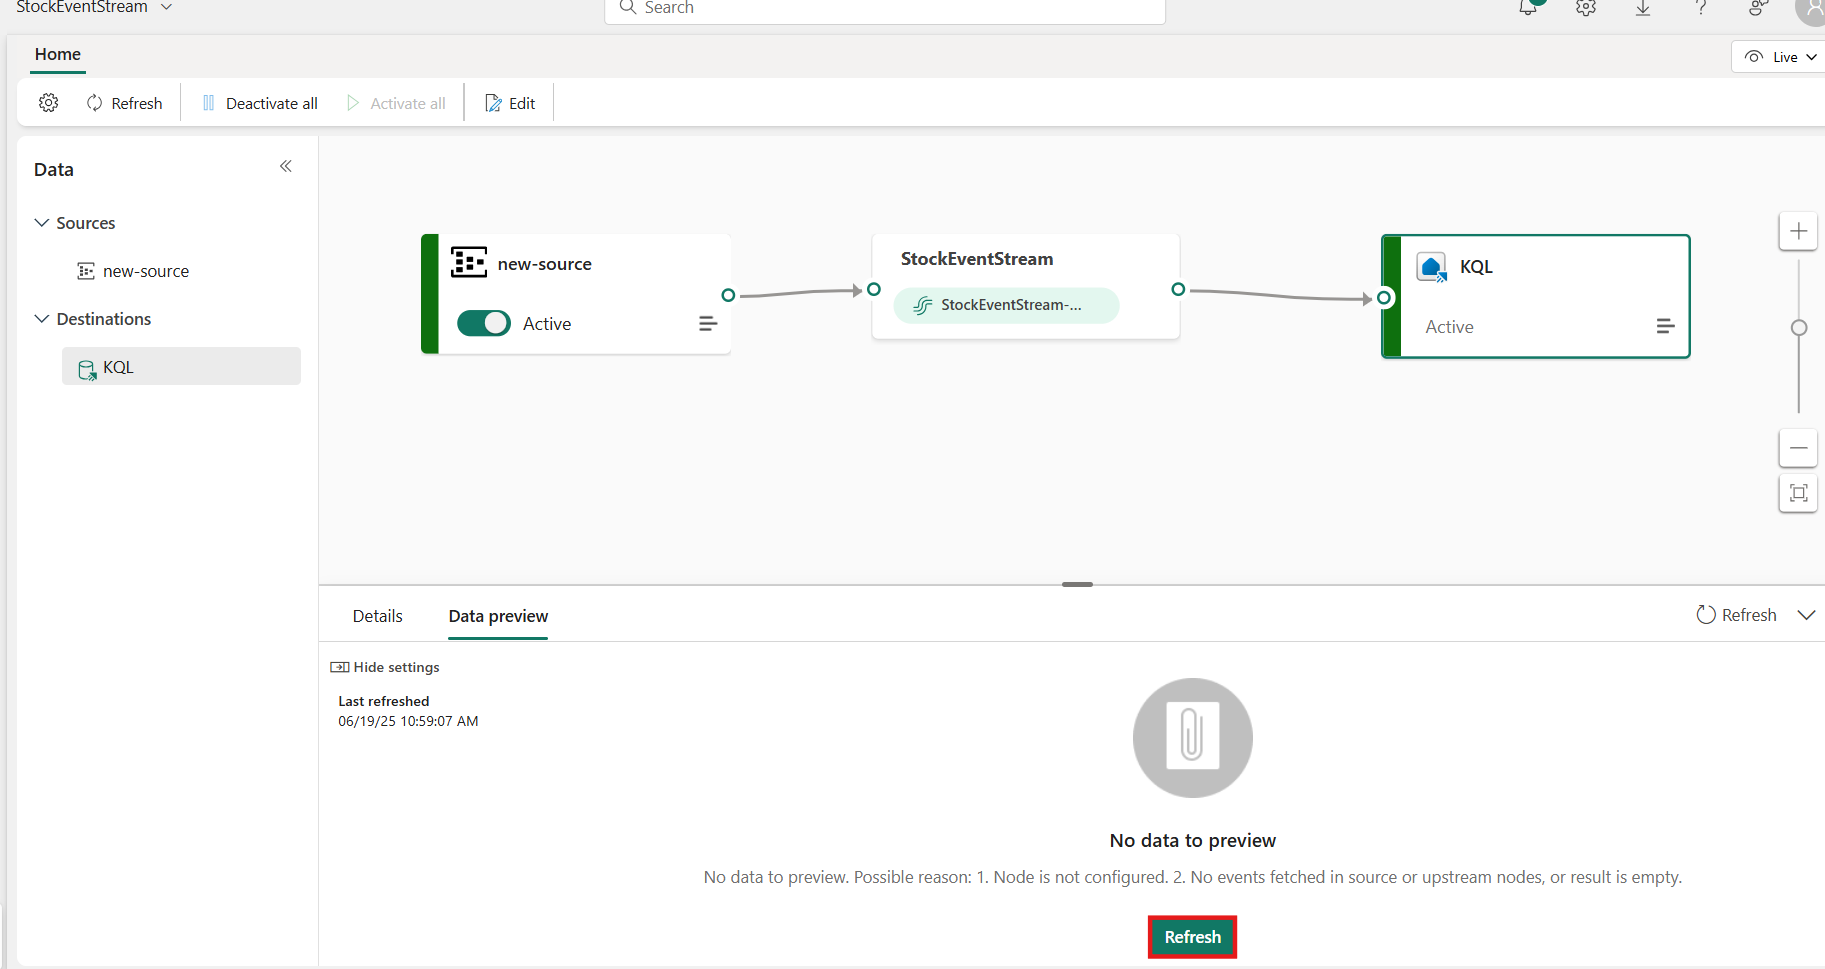 StockEventStream
Search
Home
Live
Refresh
Deactivate all
Activate all
Edit
Data
Sources
new-source
Destinations
KQL
new-source
Active
StockEventStream
StockEventStream-...
KQL
Active
Details
Data preview
Refresh
Hide settings
Last refreshed
06/19/25 10:59:07 AM
No data to preview
No data to preview. Possible reason: 1. Node is not configured. 2. No events fetched in source or upstream nodes, or result is empty.
Refresh